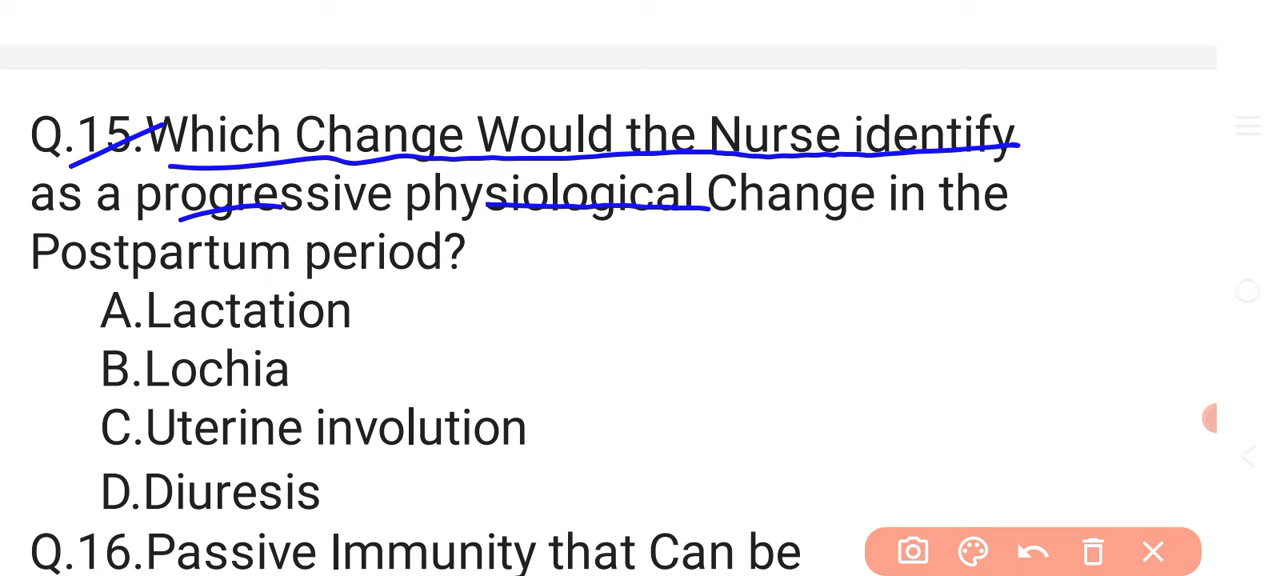 Q.15.Which Change Would the Nurse identify
as a progressive physiological Change in the
Postpartum period?
A.Lactation
B.Lochia
C.Uterine involution
D.Diuresis
Q.16.Passive Immunity that Can be